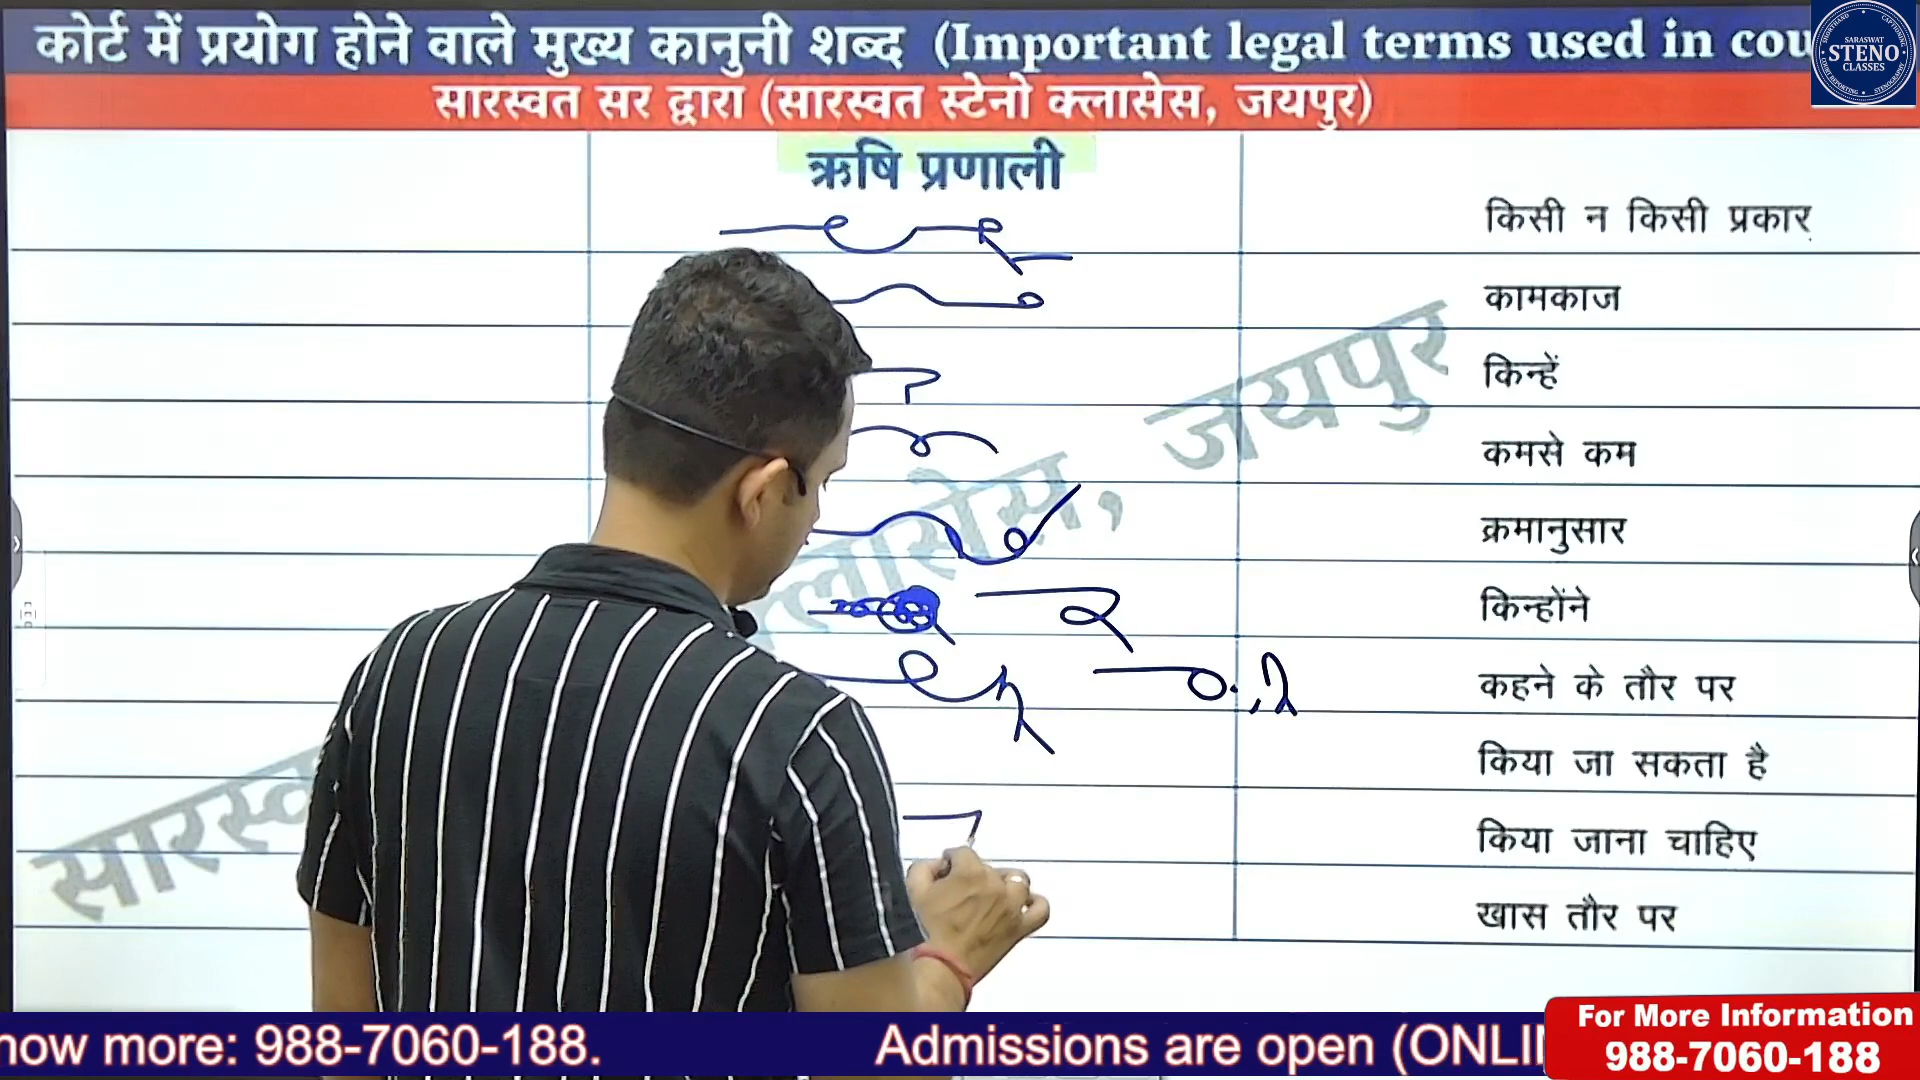 कोर्ट में प्रयोग होने वाले मुख्य कानुनी शब्द (Important legal terms used in cou
SARASWAT
STENO
CLASSES
सारस्वत सर द्वारा (सारस्वत स्टेनो क्लासेस, जयपुर)
ऋषि प्रणाली
किसी न किसी प्रकार
कामकाज
किन्हें
कमसे कम
क्रमानुसार
किन्होंने
कहने के तौर पर
किया जा सकता है
किया जाना चाहिए
खास तौर पर
सारस्व
क्लासेस, जयपुर
now more: 988-7060-188.
Admissions are open (ONLI
For More Information
988-7060-188